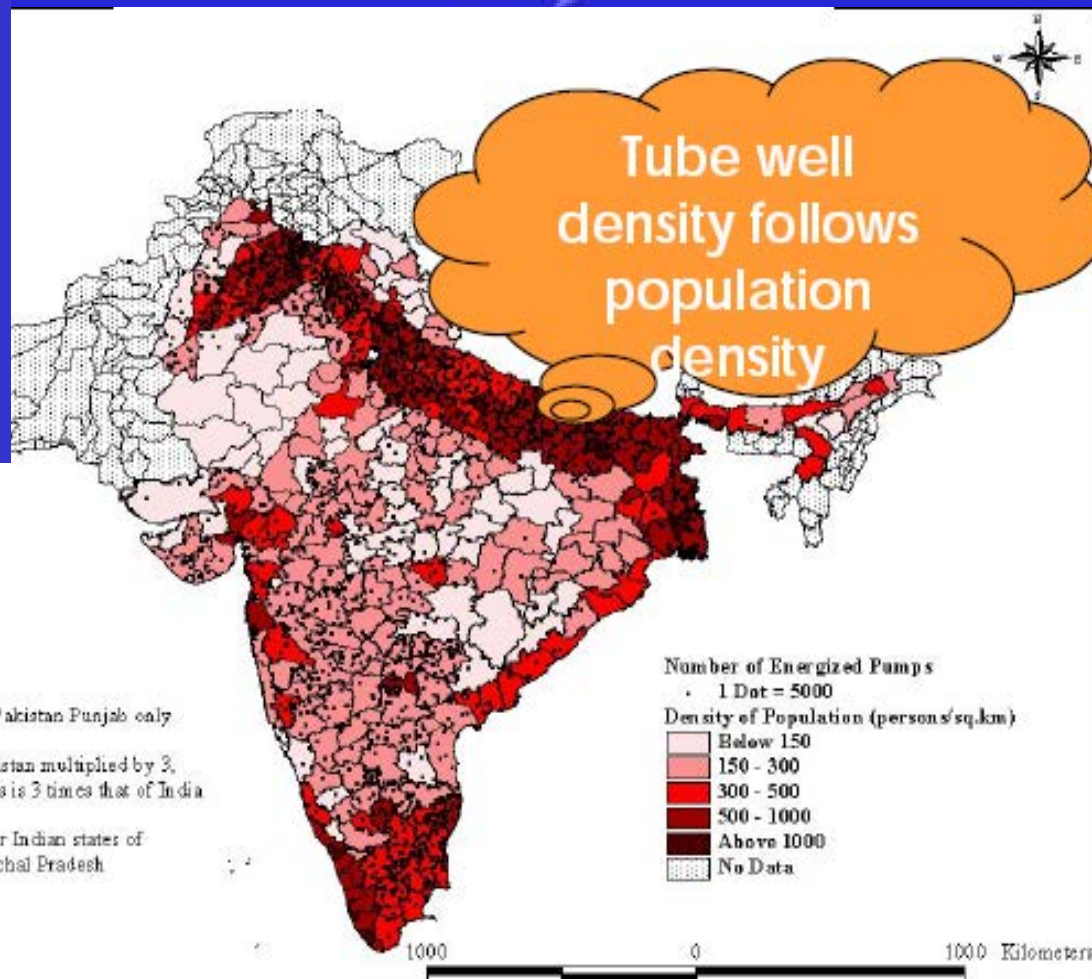 N
W E
S
Tube well
density follows
population
density
Number of Energized Pumps
. 1 Dot = 5000
Density of Population (persons/sq.km)
Below 150
150 - 300
300 - 500
500 - 1000
Above 1000
No Data
Pakistan Punjab only
multiplied by 3,
is 3 times that of India
Indian states of
Pradesh
1000 0 1000 Kilometers